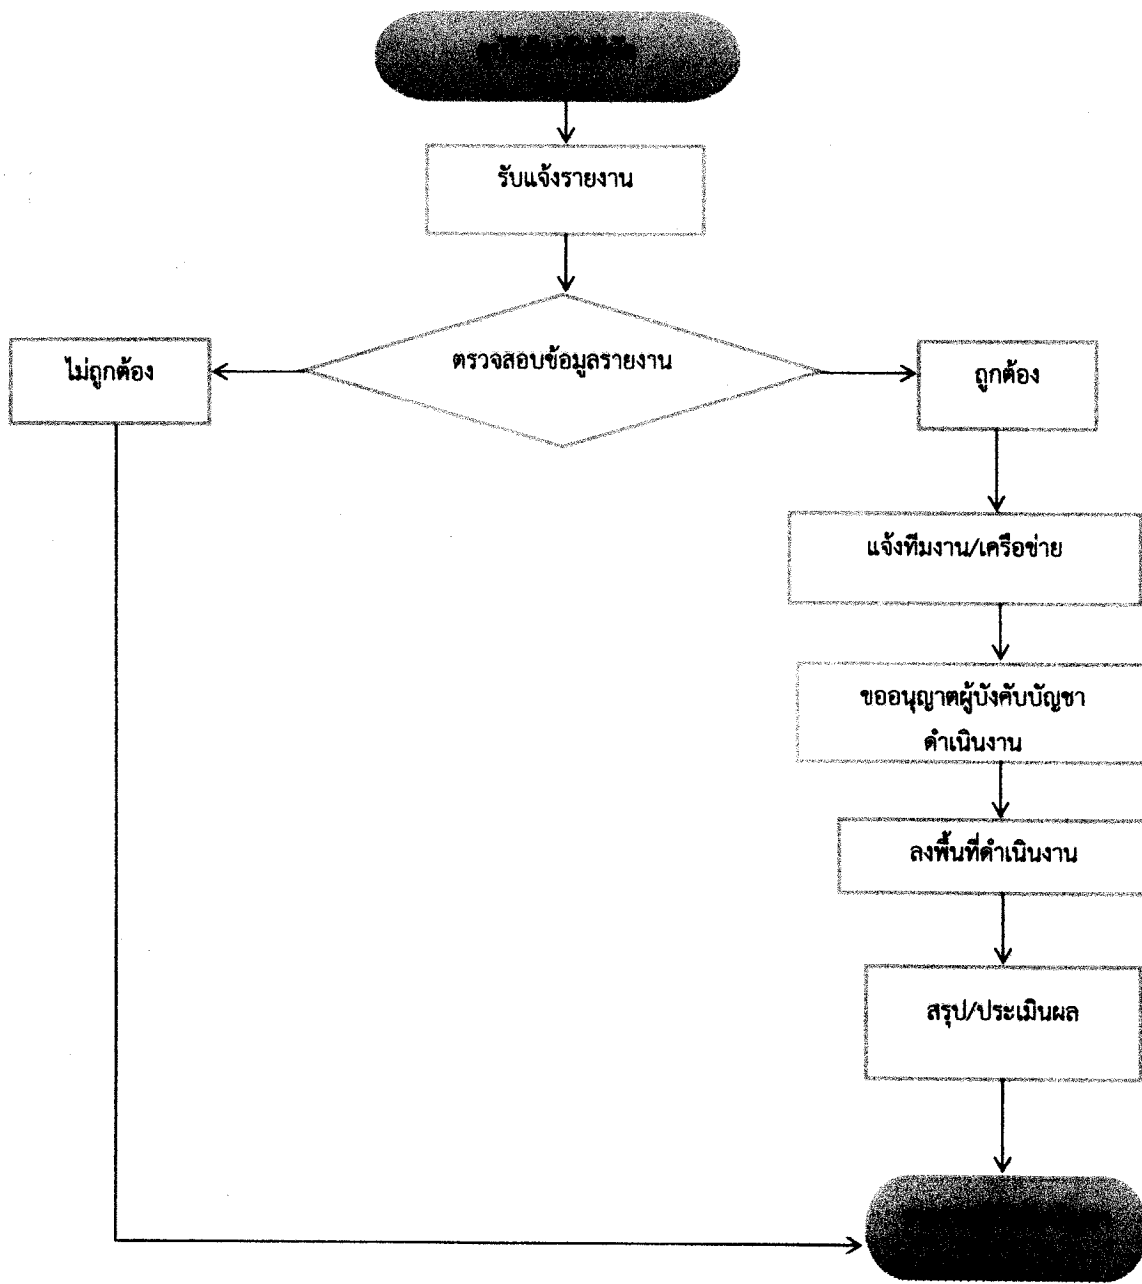 รับแจ้งรายงาน
ตรวจสอบข้อมูลรายงาน
ไม่ถูกต้อง
ถูกต้อง
แจ้งทีมงาน/เครือข่าย
ขออนุญาตผู้บังคับบัญชา
ดำเนินงาน
ลงพื้นที่ดำเนินงาน
สรุป/ประเมินผล